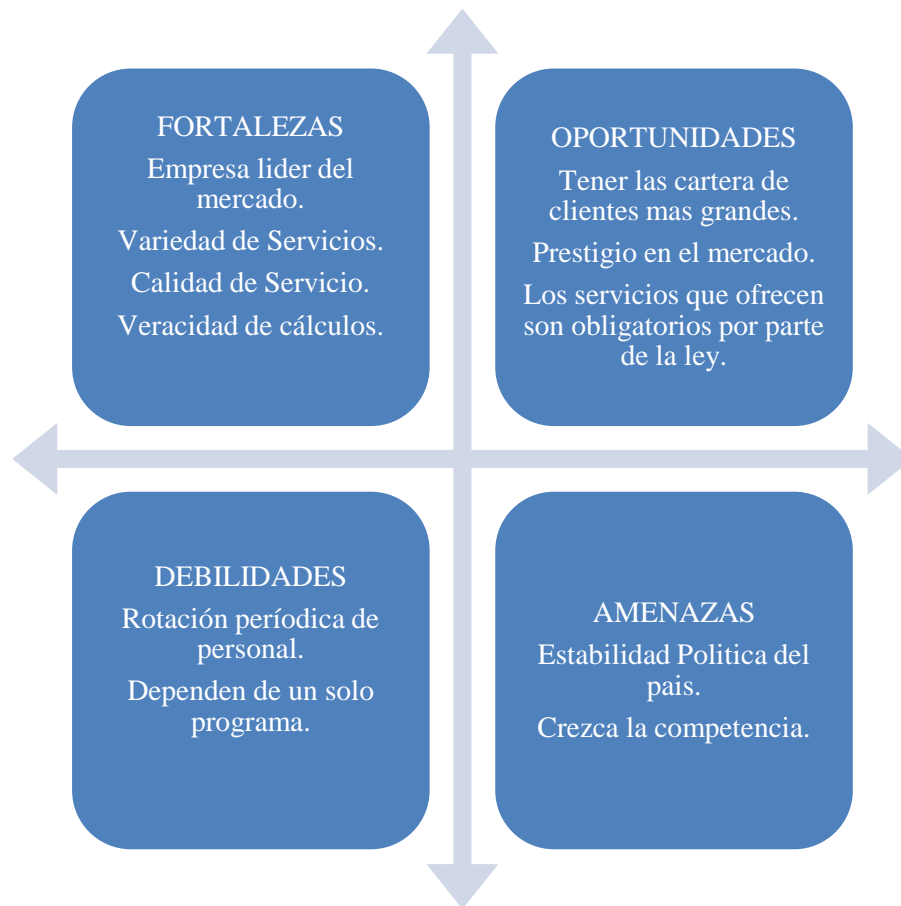 FORTALEZAS
Empresa lider del
mercado.
Variedad de Servicios.
Calidad de Servicio.
Veracidad de cálculos.
OPORTUNIDADES
Tener las cartera de
clientes mas grandes.
Prestigio en el mercado.
Los servicios que ofrecen
son obligatorios por parte
de la ley.
DEBILIDADES
Rotación períodica de
personal.
Dependen de un solo
programa.
AMENAZAS
Estabilidad Politica del
pais.
Crezca la competencia.